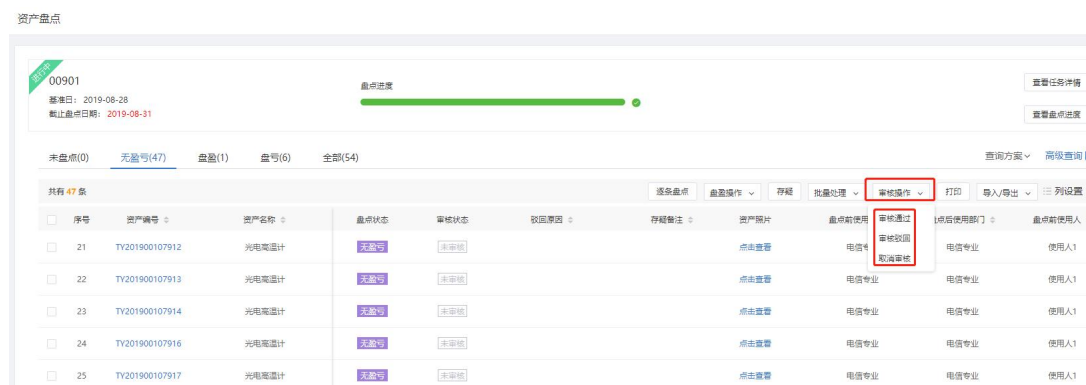 资产盘点
进行中
00901
基准日: 2019-08-28
截止盘点日期: 2019-08-31
盘点进度
查看任务详情
查看盘点进度
未盘点(0) 无盈亏(47) 盘盈(1) 盘亏(6) 全部(54) 查询方案 高级查询
共有 47 条 逐条盘点 盘盈操作 存疑 批量处理 审核操作 打印 导入/导出 列设置
序号 资产编号 资产名称 盘点状态 审核状态 驳回原因 存疑备注 资产照片 盘点前使用 点后使用部门 盘点前使用人
审核通过
审核驳回
取消审核
21 TY201900107912 光电高温计 无盈亏 未审核 点击查看 电信专 电信专业 使用人1
22 TY201900107913 光电高温计 无盈亏 未审核 点击查看 电信专业 电信专业 使用人1
23 TY201900107914 光电高温计 无盈亏 未审核 点击查看 电信专业 电信专业 使用人1
24 TY201900107916 光电高温计 无盈亏 未审核 点击查看 电信专业 电信专业 使用人1
25 TY201900107917 光电高温计 无盈亏 未审核 点击查看 电信专业 电信专业 使用人1